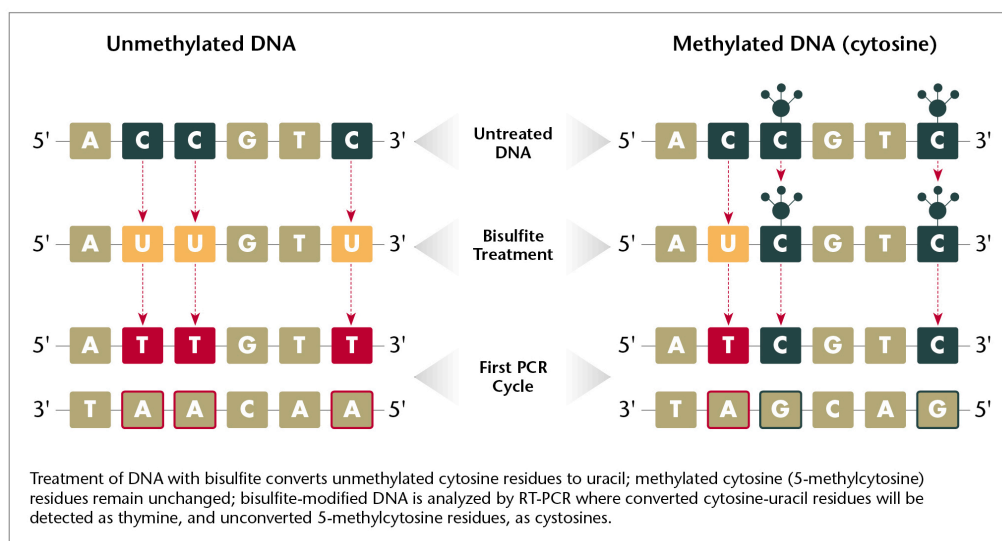 Unmethylated DNA
Methylated DNA (cytosine)
5' A C C G T C 3'
Untreated
DNA
5' A C C G T C 3'
5' A U U G T U 3'
Bisulfite
Treatment
5' A U C G T C 3'
5' A T T G T T 3'
First PCR
Cycle
5' A T C G T C 3'
3' T A A C A A 5'
3' T A G C A G 5'
Treatment of DNA with bisulfite converts unmethylated cytosine residues to uracil; methylated cytosine (5-methylcytosine)
residues remain unchanged; bisulfite-modified DNA is analyzed by RT-PCR where converted cytosine-uracil residues will be
detected as thymine, and unconverted 5-methylcytosine residues, as cystosines.